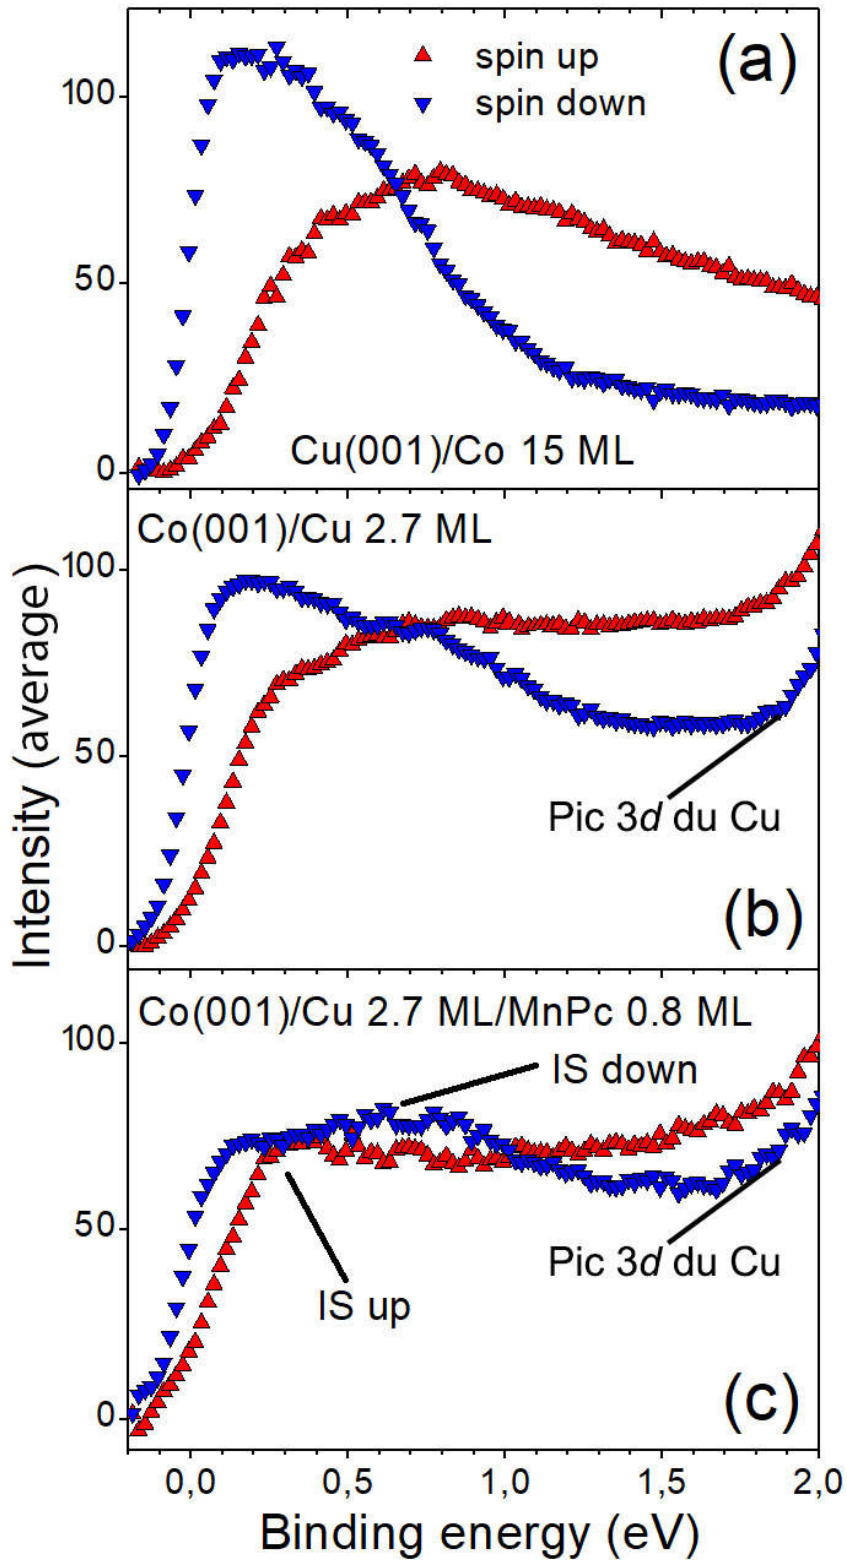 (a)
spin up
spin down
100
50
0
Cu(001)/Co 15 ML
Co(001)/Cu 2.7 ML
100
50
0
Pic 3d du Cu
(b)
Intensity (average)
Co(001)/Cu 2.7 ML/MnPc 0.8 ML
100
50
0
IS down
IS up
Pic 3d du Cu
(c)
0,0 0,5 1,0 1,5 2,0
Binding energy (eV)